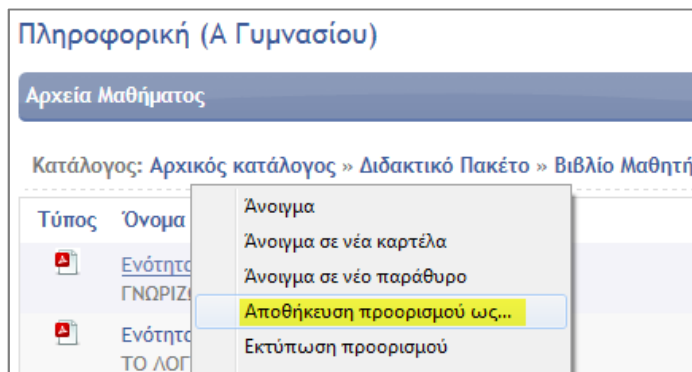 Πληροφορική (Α Γυμνασίου)
Αρχεία Μαθήματος
Κατάλογος: Αρχικός κατάλογος » Διδακτικό Πακέτο » Βιβλίο Μαθητή
Τύπος Όνομα
Άνοιγμα
Άνοιγμα σε νέα καρτέλα
Άνοιγμα σε νέο παράθυρο
Αποθήκευση προορισμού ως...
Εκτύπωση προορισμού